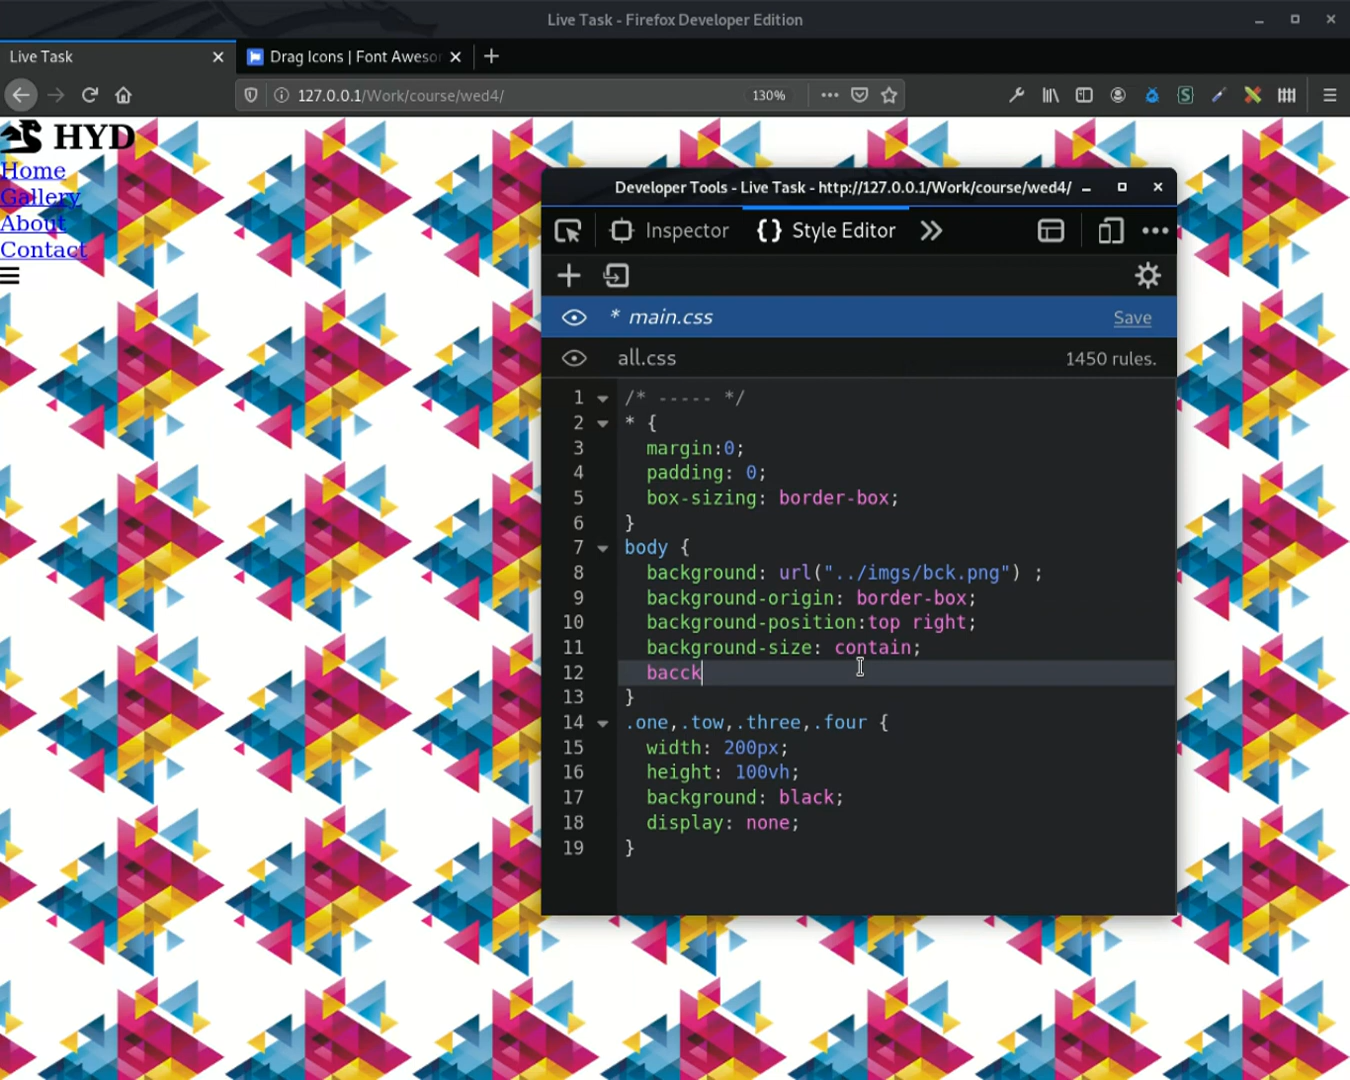 Live Task - Firefox Developer Edition
Live Task
Drag Icons | Font Aweso
127.0.0.1/Work/course/wed4/
130%
HYD
Home
Gallery
About
Contact
Developer Tools - Live Task - http://127.0.0.1/Work/course/wed4/
Inspector
{} Style Editor
* main.css
Save
all.css
1450 rules.
1 /* ----- */
2 * {
3 margin:0;
4 padding: 0;
5 box-sizing: border-box;
6 }
7 body {
8 background: url("../imgs/bck.png") ;
9 background-origin: border-box;
10 background-position:top right;
11 background-size: contain;
12 bacck
13 }
14 .one,.tow,.three,.four {
15 width: 200px;
16 height: 100vh;
17 background: black;
18 display: none;
19 }